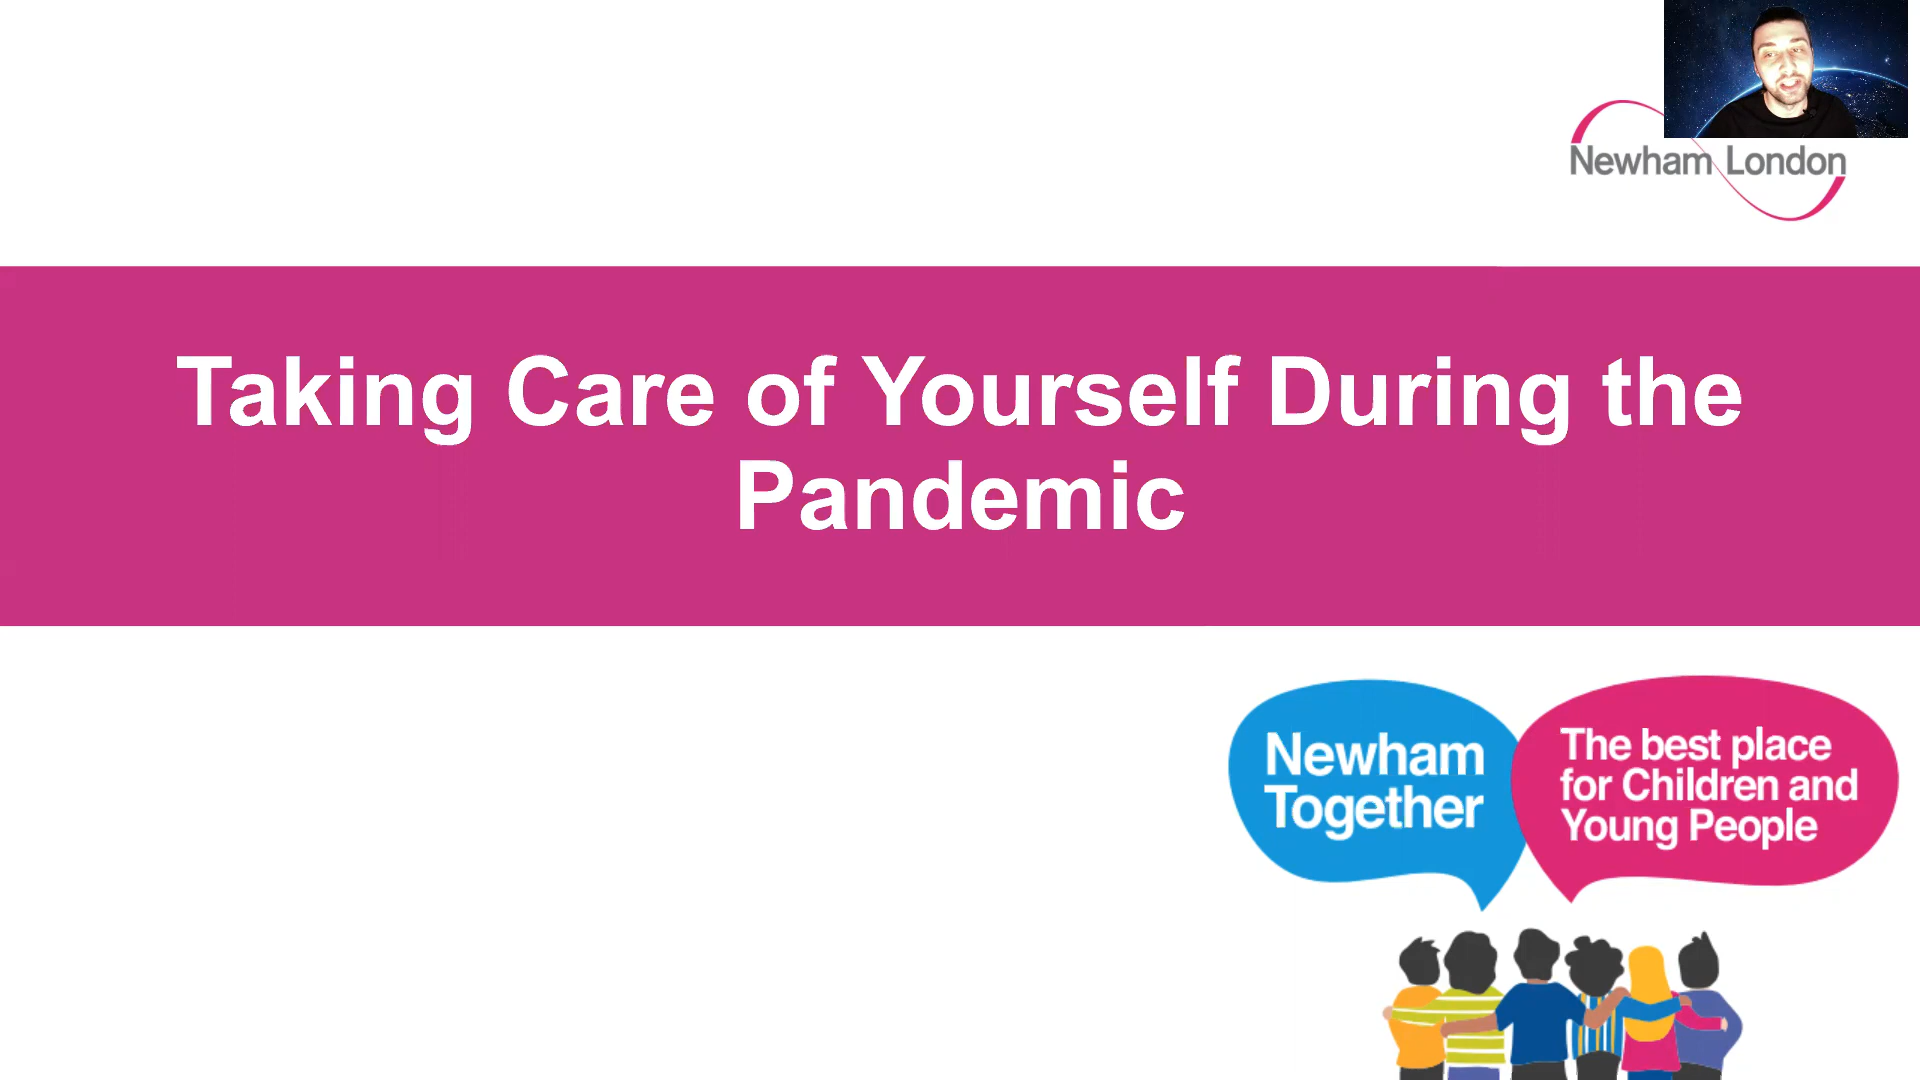 Newham London
Taking Care of Yourself During the
Pandemic
Newham
Together
The best place
for Children and
Young People